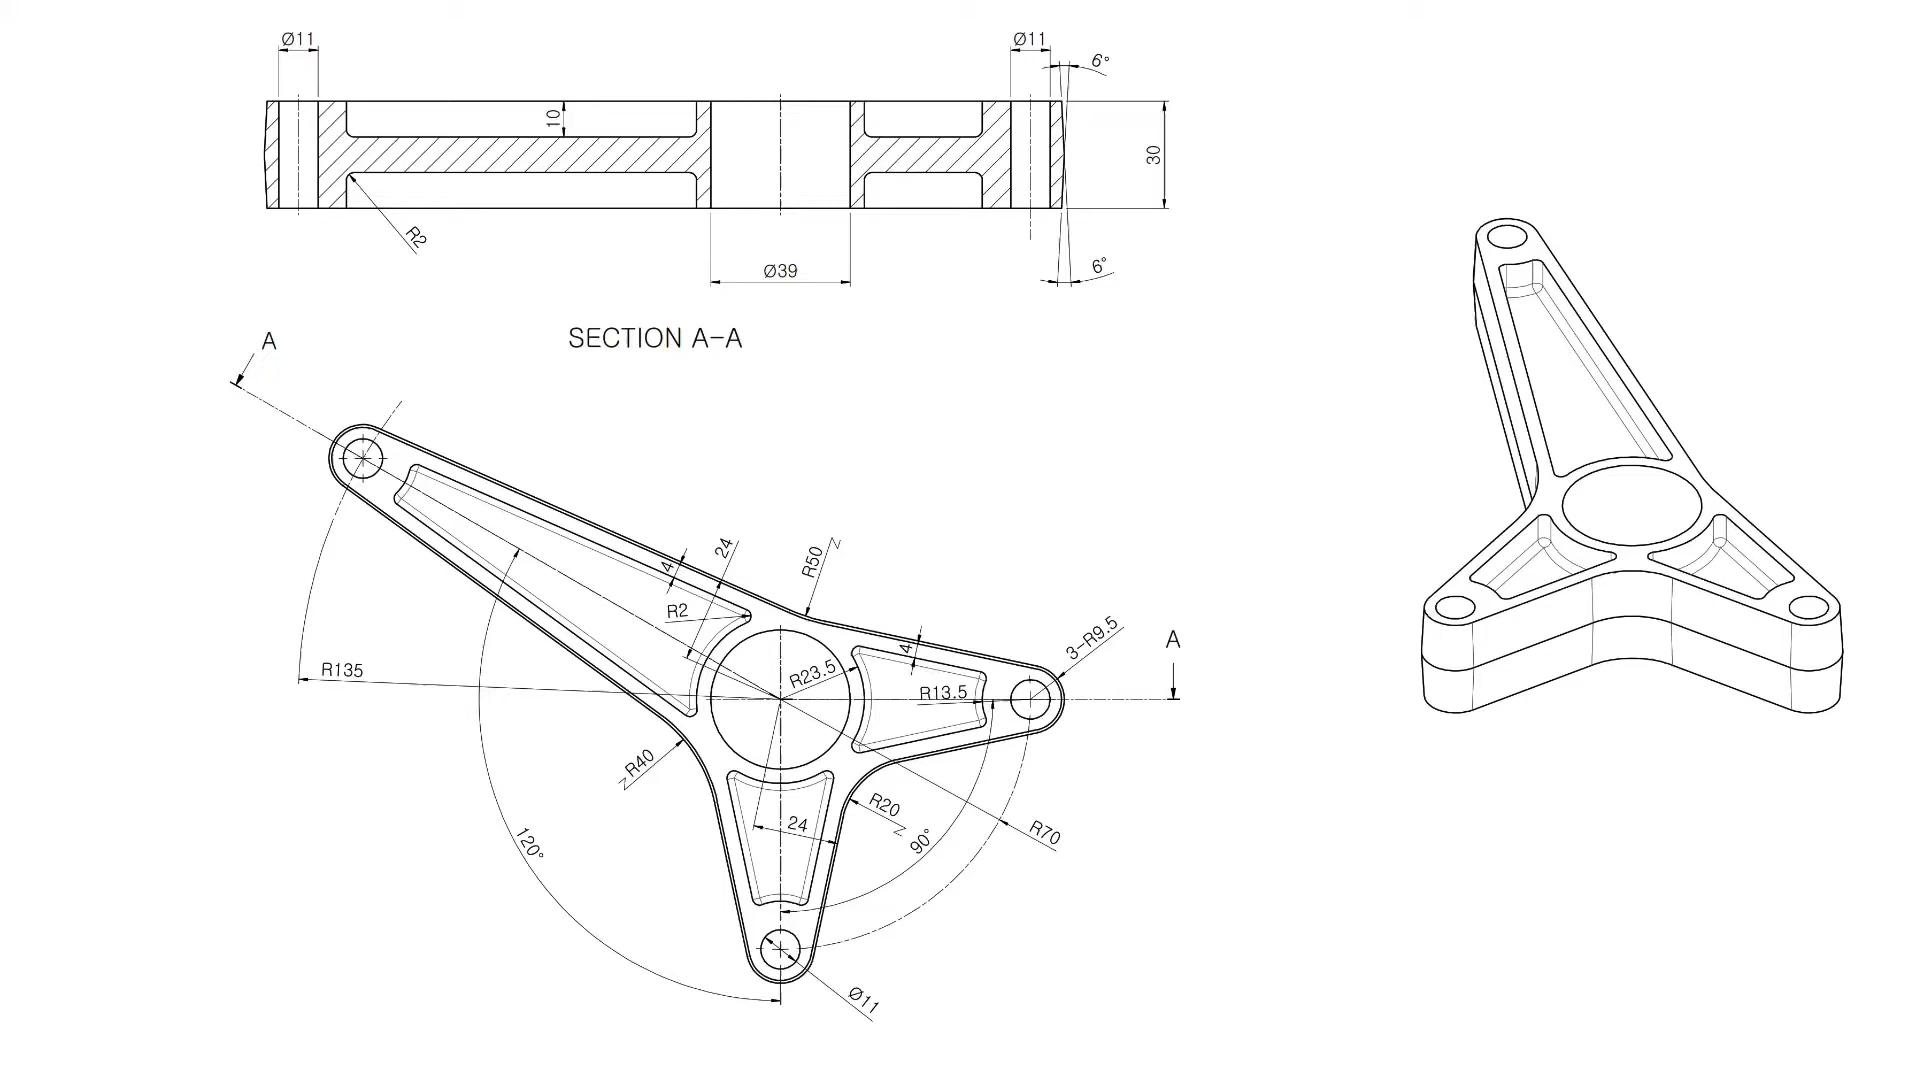 Ø11
Ø11
6°
10
30
R2
Ø39
6°
SECTION A-A
A
24
4
R50
R2
3-R9.5
A
4
R23.5
R135
R13.5
R40
R20
24
R70
90°
120°
Ø11